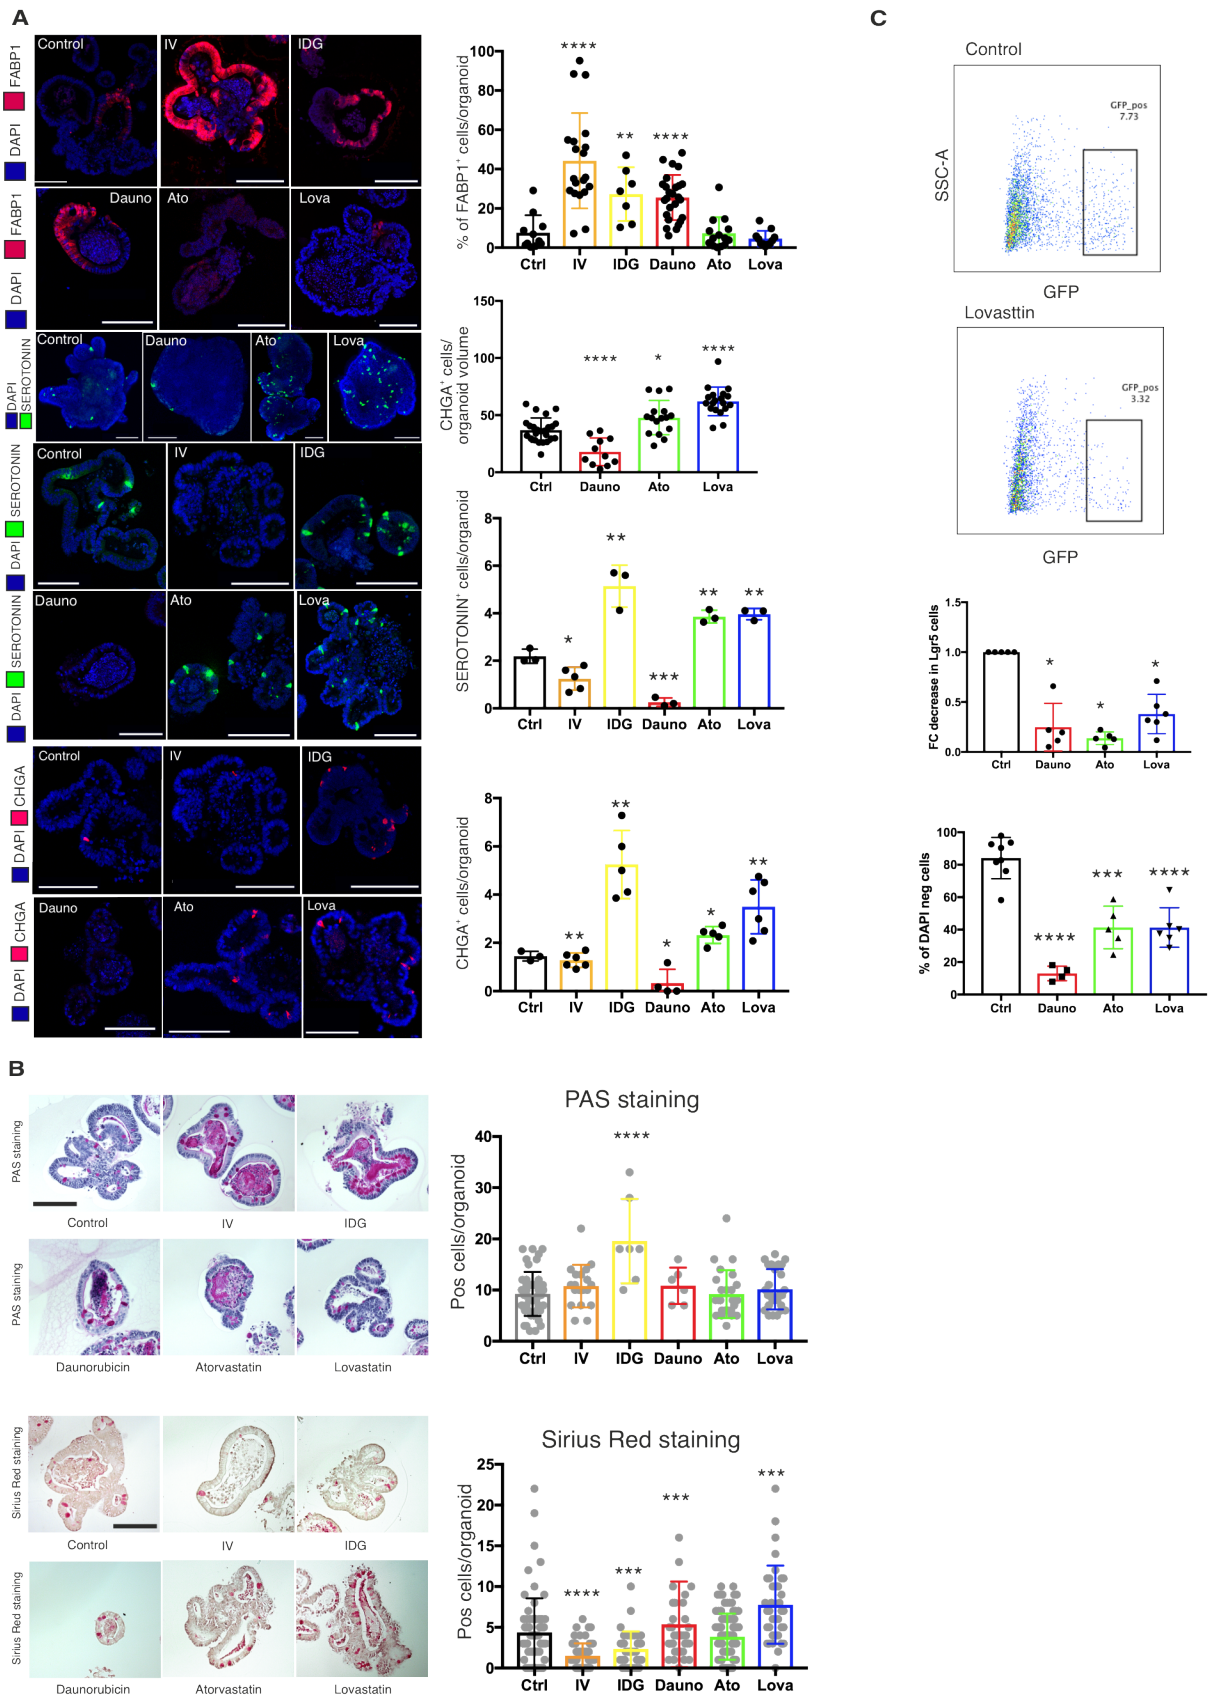 A
DAPI FABP1
Control
IV
IDG
DAPI FABP1
Dauno
Ato
Lova
DAPI
SEROTONIN
Control
Dauno
Ato
Lova
DAPI SEROTONIN
Control
IV
IDG
DAPI SEROTONIN
Dauno
Ato
Lova
DAPI CHGA
Control
IV
IDG
DAPI CHGA
Dauno
Ato
Lova
% of FABP1+ cells/organoid
100
80
60
40
20
0
****
**
****
Ctrl IV IDG Dauno Ato Lova
CHGA+ cells/
organoid volume
150
100
50
0
****
*
****
Ctrl Dauno Ato Lova
SEROTONIN+ cells/organoid
8
6
4
2
0
*
**
***
**
**
Ctrl IV IDG Dauno Ato Lova
CHGA+ cells/organoid
8
6
4
2
0
**
**
*
*
**
Ctrl IV IDG Dauno Ato Lova
C
Control
SSC-A
GFP_pos
7.73
GFP
Lovasttin
GFP_pos
3.32
GFP
FC decrease in Lgr5 cells
1.5
1.0
0.5
0.0
*
*
*
Ctrl Dauno Ato Lova
% of DAPI neg cells
100
80
60
40
20
0
****
***
****
Ctrl Dauno Ato Lova
B
PAS staining
Control IV IDG
PAS staining
Daunorubicin Atorvastatin Lovastatin
Sirius Red staining
Control IV IDG
Sirius Red staining
Daunorubicin Atorvastatin Lovastatin
PAS staining
Pos cells/organoid
40
30
20
10
0
****
Ctrl IV IDG Dauno Ato Lova
Sirius Red staining
Pos cells/organoid
25
20
15
10
5
0
****
***
***
***
Ctrl IV IDG Dauno Ato Lova